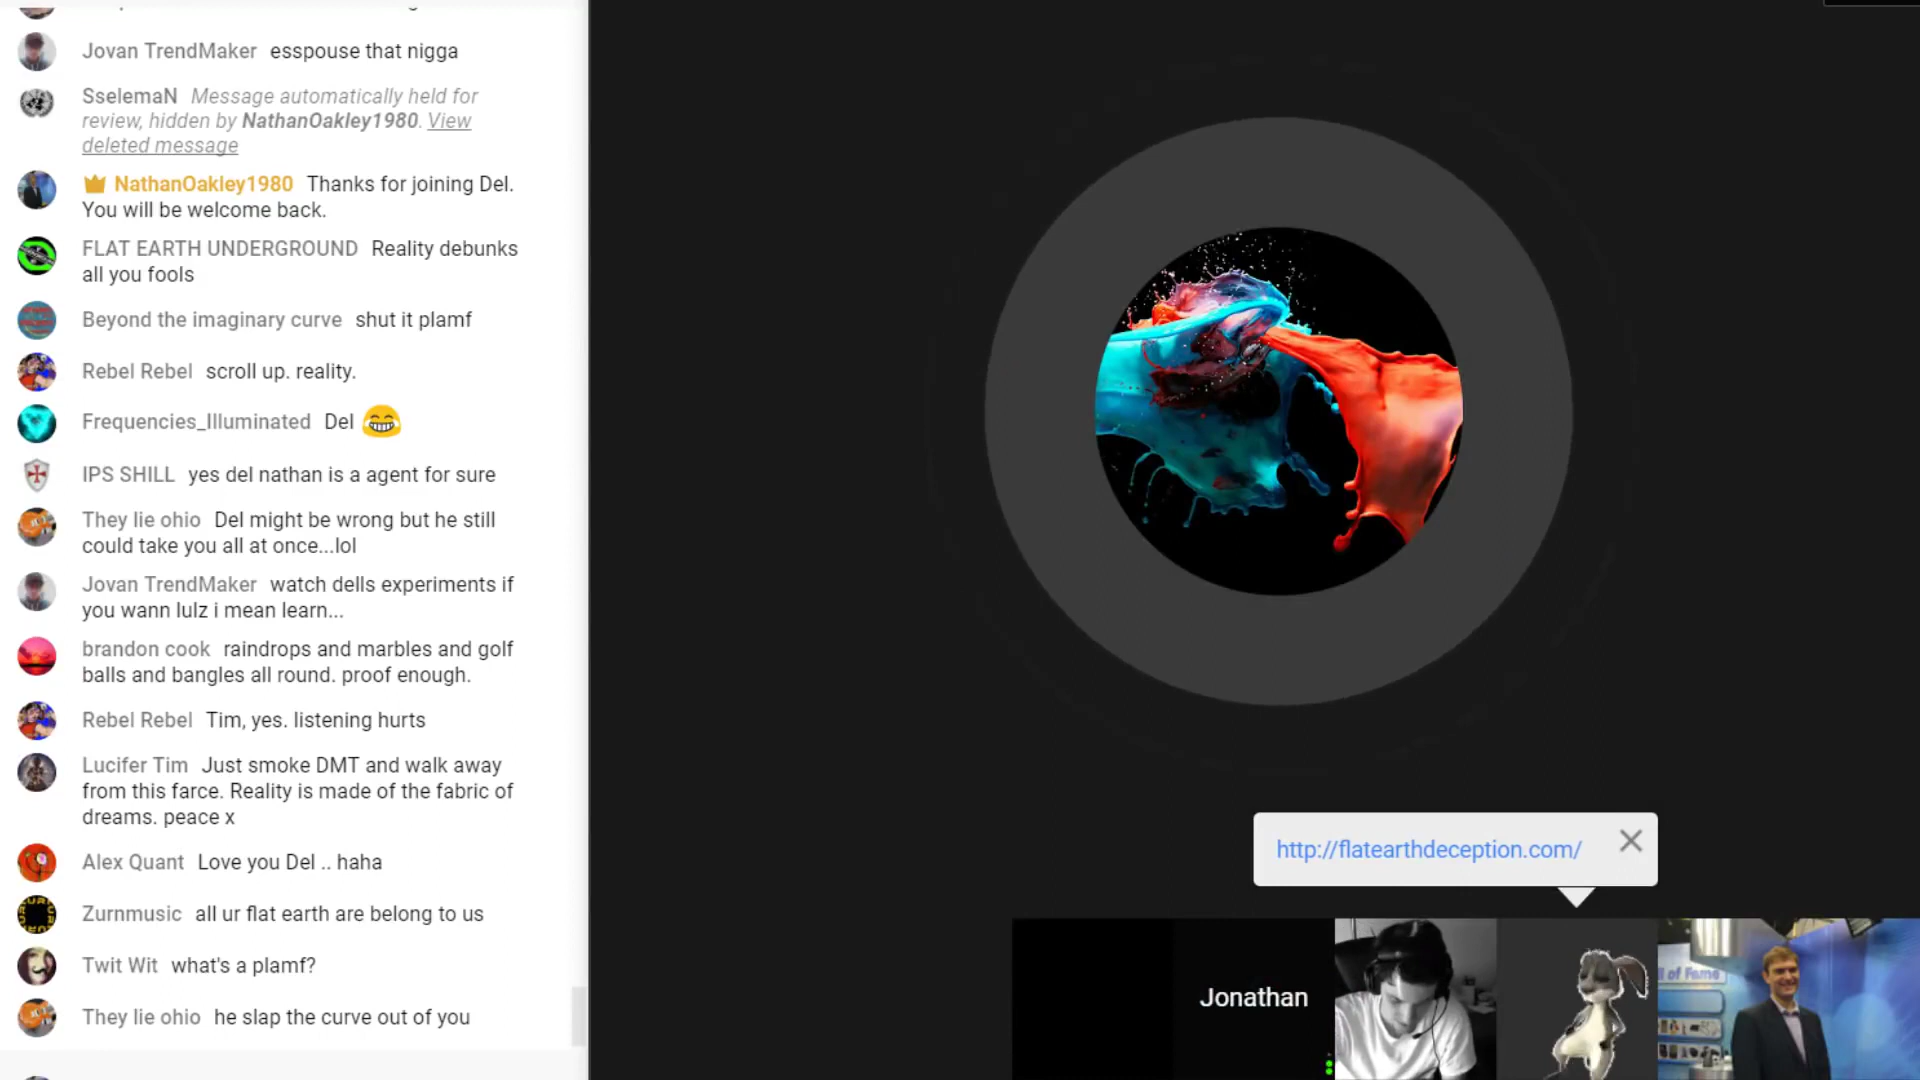 Jovan TrendMaker esspouse that nigga
SselemaN Message automatically held for
review, hidden by NathanOakley1980. View
deleted message
NathanOakley1980 Thanks for joining Del.
You will be welcome back.
FLAT EARTH UNDERGROUND Reality debunks
all you fools
Beyond the imaginary curve shut it plamf
Rebel Rebel scroll up. reality.
Frequencies_Illuminated Del 😂
IPS SHILL yes del nathan is a agent for sure
They lie ohio Del might be wrong but he still
could take you all at once...lol
Jovan TrendMaker watch dells experiments if
you wann lulz i mean learn...
brandon cook raindrops and marbles and golf
balls and bangles all round. proof enough.
Rebel Rebel Tim, yes. listening hurts
Lucifer Tim Just smoke DMT and walk away
from this farce. Reality is made of the fabric of
dreams. peace x
Alex Quant Love you Del .. haha
Zurnmusic all ur flat earth are belong to us
Twit Wit what's a plamf?
They lie ohio he slap the curve out of you
http://flatearthdeception.com/
Jonathan
of Fame